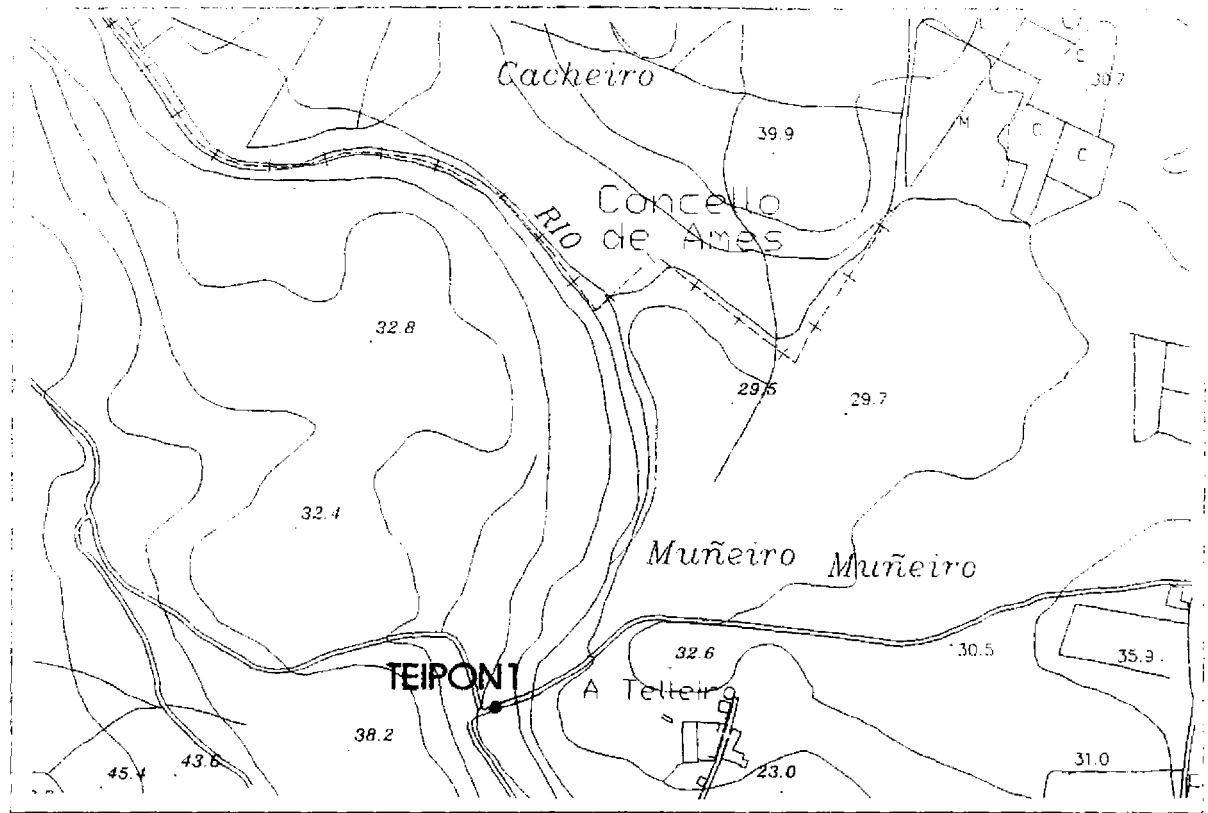 Cacheiro
C
30.7
39.9
M
C
C
RIO
Concello
de Ames
32.8
29.5
29.7
32.4
Muñeiro
Muñeiro
32.6
30.5
35.9
TEIPONT
A Telleiro
38.2
45.4
43.6
23.0
31.0